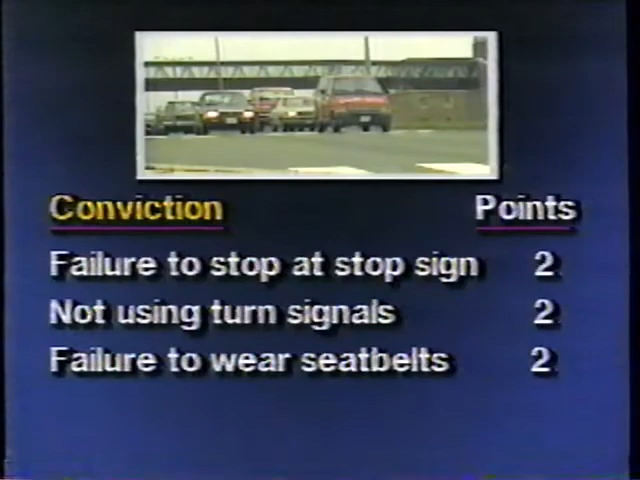 Conviction Points
Failure to stop at stop sign 2
Not using turn signals 2
Failure to wear seatbelts 2